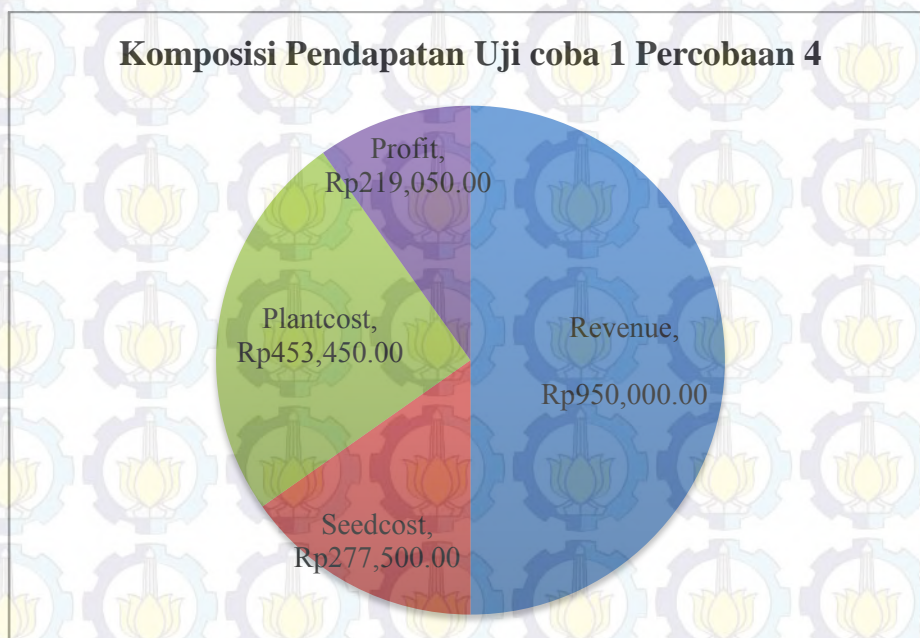 Komposisi Pendapatan Uji coba 1 Percobaan 4
Profit,
Rp219,050.00
Plantcost,
Rp453,450.00
Revenue,
Rp950,000.00
Seedcost,
Rp277,500.00